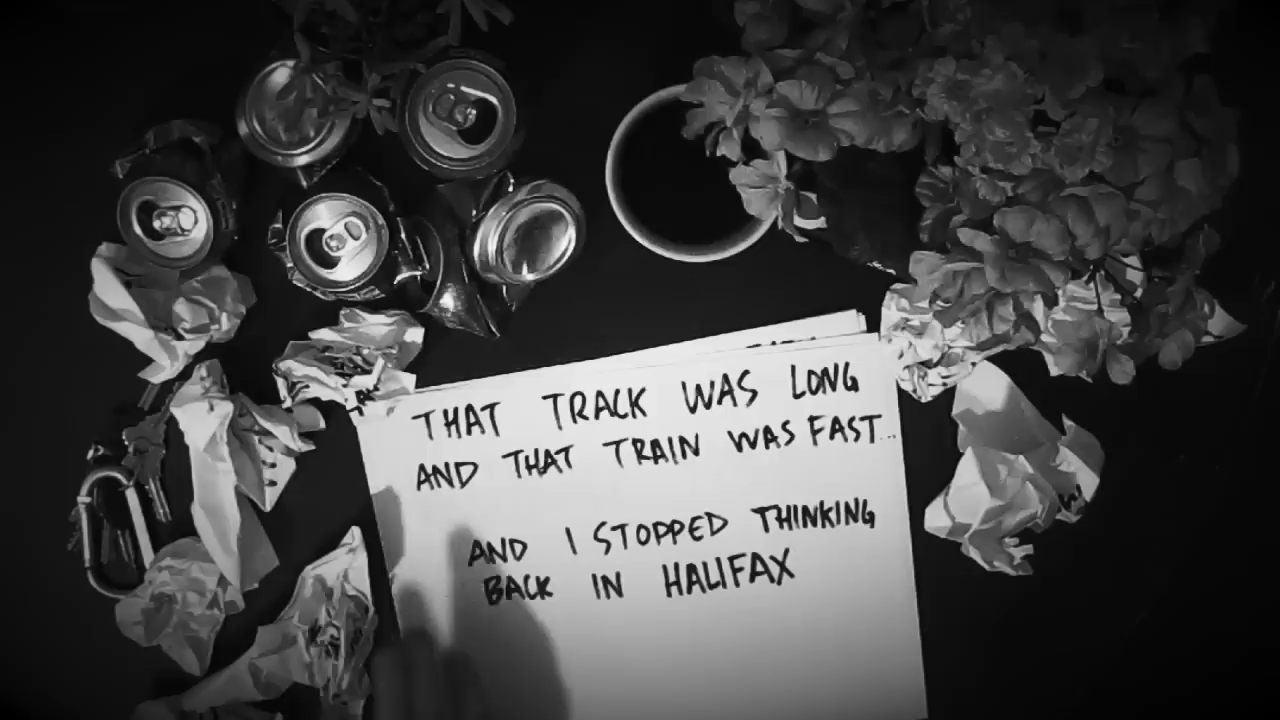 THAT TRACK WAS LONG
AND THAT TRAIN WAS FAST...
AND I STOPPED THINKING
BACK IN HALIFAX